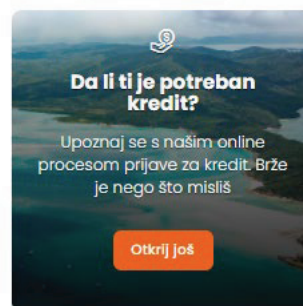 Da li ti je potreban
kredit?
Upoznaj se s našim online
procesom prijave za kredit. Brže
je nego što misliš
Otkrij još